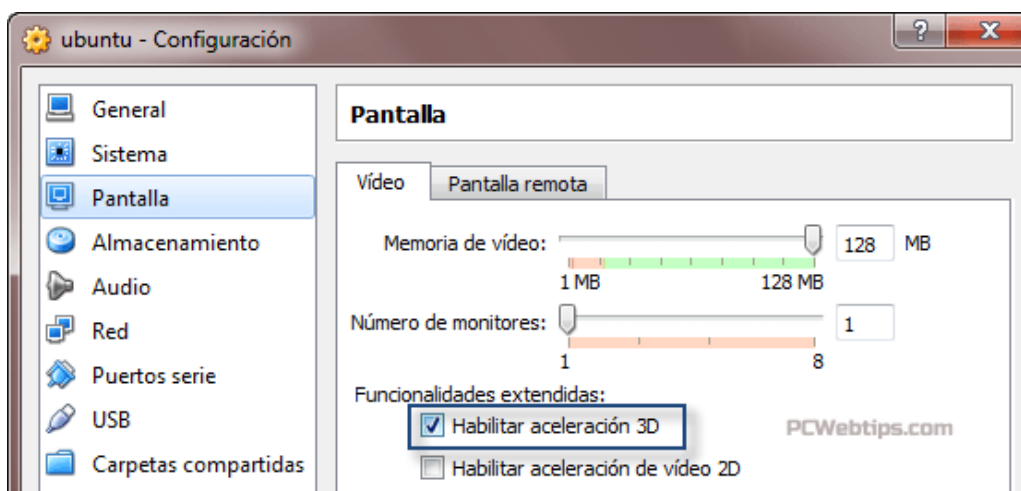 ubuntu - Configuración
?
X
General
Sistema
Pantalla
Almacenamiento
Audio
Red
Puertos serie
USB
Carpetas compartidas
Pantalla
Vídeo
Pantalla remota
Memoria de vídeo: 128 MB
1 MB 128 MB
Número de monitores: 1
1 8
Funcionalidades extendidas:
Habilitar aceleración 3D
PCWebtips.com
Habilitar aceleración de vídeo 2D